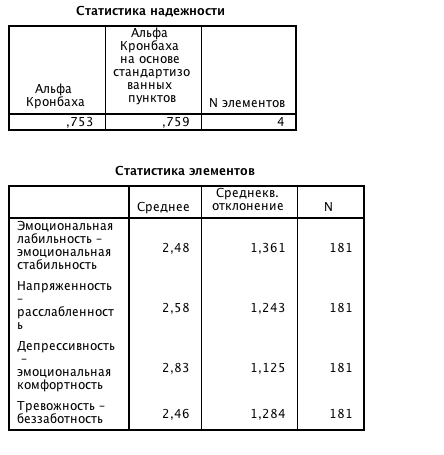 Статистика надежности
Альфа
Кронбаха
Альфа
Кронбаха
на основе
стандартизо
ванных
пунктов
N элементов
,753 ,759 4
Статистика элементов
Среднее
Среднекв.
отклонение
N
Эмоциональная
лабильность –
эмоциональная
стабильность
2,48 1,361 181
Напряженность
–
расслабленност
ь
2,58 1,243 181
Депрессивность
–
эмоциональная
комфортность
2,83 1,125 181
Тревожность –
беззаботность
2,46 1,284 181